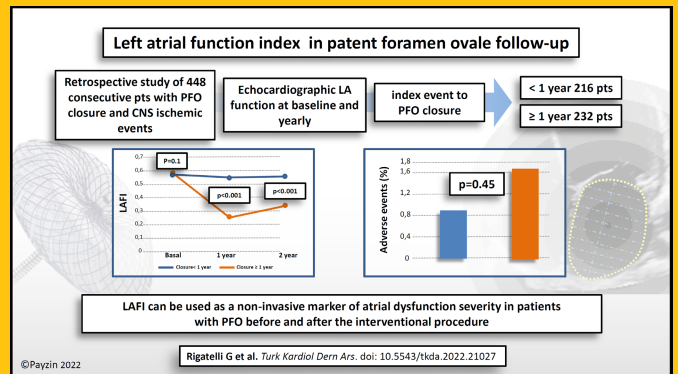 Left atrial function index in patent foramen ovale follow-up
Retrospective study of 448
consecutive pts with PFO
closure and CNS ischemic
events
Echocardiographic LA
function at baseline and
yearly
index event to
PFO closure
< 1 year 216 pts
≥ 1 year 232 pts
LAFI
0,7
0,6
0,5
0,4
0,3
0,2
0,1
0
P=0.1
p<0.001
p<0.001
Basal
1 year
2 year
Closure< 1 year
Closure ≥ 1 year
Adverse events (%)
1,8
1,6
1,2
0,8
0,4
0
p=0.45
LAFI can be used as a non-invasive marker of atrial dysfunction severity in patients
with PFO before and after the interventional procedure
Rigatelli G et al. Turk Kardiol Dern Ars. doi: 10.5543/tkda.2022.21027
©Payzin 2022